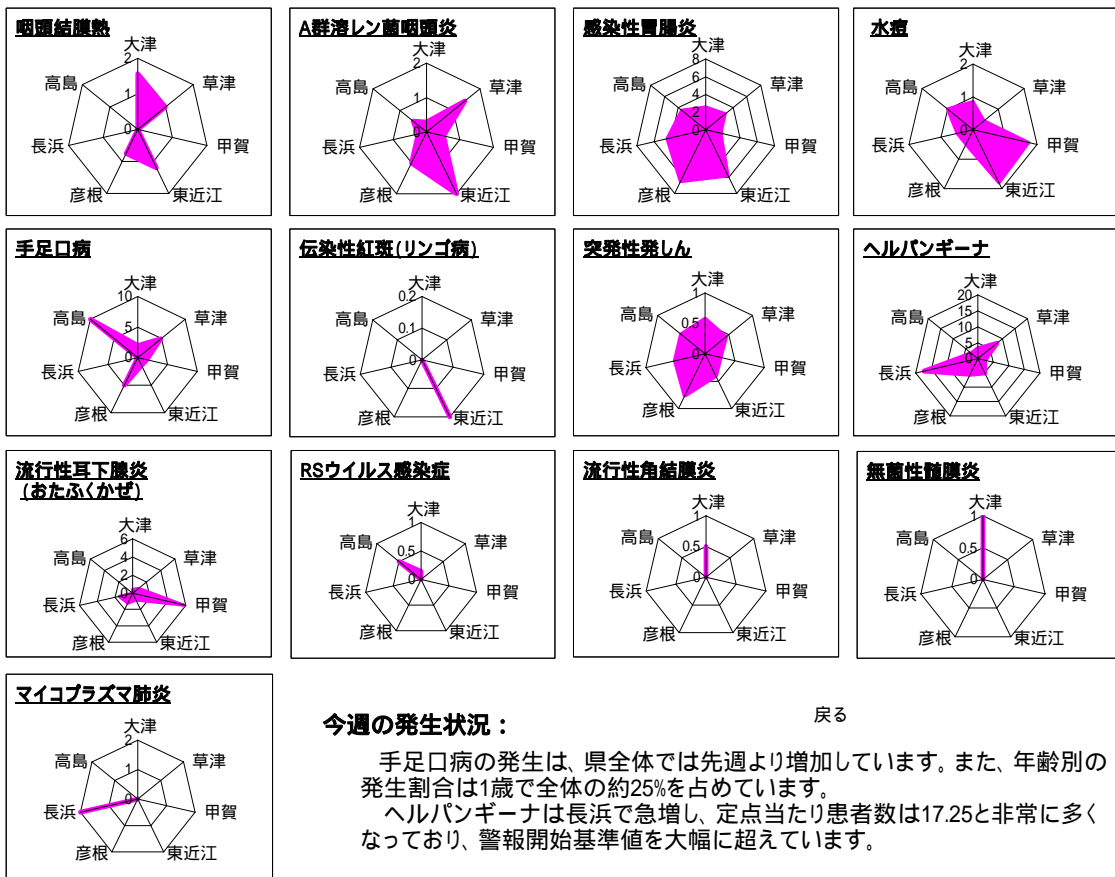 咽頭結膜熱
大津
2
1
0
草津
甲賀
東近江
彦根
長浜
高島
A群溶レン菌咽頭炎
大津
2
1
0
草津
甲賀
東近江
彦根
長浜
高島
感染性胃腸炎
大津
8
6
4
2
0
草津
甲賀
東近江
彦根
長浜
高島
水痘
大津
2
1
0
草津
甲賀
東近江
彦根
長浜
高島
手足口病
大津
10
5
0
草津
甲賀
東近江
彦根
長浜
高島
伝染性紅斑(リンゴ病)
大津
0.2
0.1
0
草津
甲賀
東近江
彦根
長浜
高島
突発性発しん
大津
1
0.5
0
草津
甲賀
東近江
彦根
長浜
高島
ヘルパンギーナ
大津
20
15
10
5
0
草津
甲賀
東近江
彦根
長浜
高島
流行性耳下腺炎
(おたふくかぜ)
大津
6
4
2
0
草津
甲賀
東近江
彦根
長浜
高島
RSウイルス感染症
大津
1
0.5
0
草津
甲賀
東近江
彦根
長浜
高島
流行性角結膜炎
大津
1
0.5
0
草津
甲賀
東近江
彦根
長浜
高島
無菌性髄膜炎
大津
1
0.5
0
草津
甲賀
東近江
彦根
長浜
高島
マイコプラズマ肺炎
大津
2
1
0
草津
甲賀
東近江
彦根
長浜
高島
今週の発生状況：
戻る
手足口病の発生は、県全体では先週より増加しています。また、年齢別の
発生割合は1歳で全体の約25%を占めています。
ヘルパンギーナは長浜で急増し、定点当たり患者数は17.25と非常に多く
なっており、警報開始基準値を大幅に超えています。